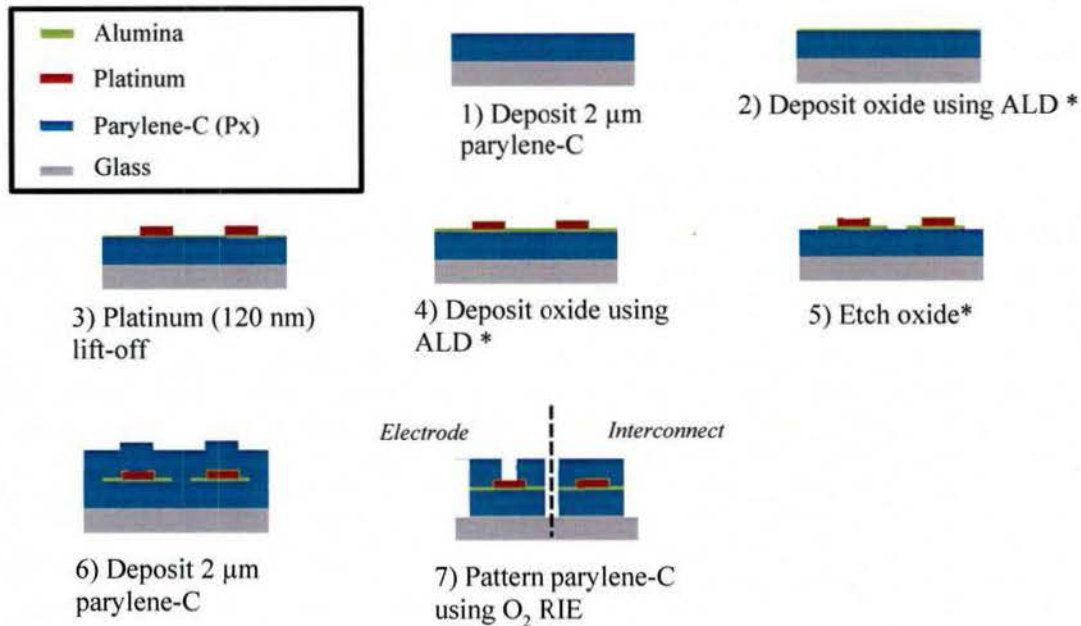 Alumina
Platinum
Parylene-C (Px)
Glass
1) Deposit 2 μm
parylene-C
2) Deposit oxide using ALD *
3) Platinum (120 nm)
lift-off
4) Deposit oxide using
ALD *
5) Etch oxide*
6) Deposit 2 μm
parylene-C
Electrode
Interconnect
7) Pattern parylene-C
using O₂ RIE